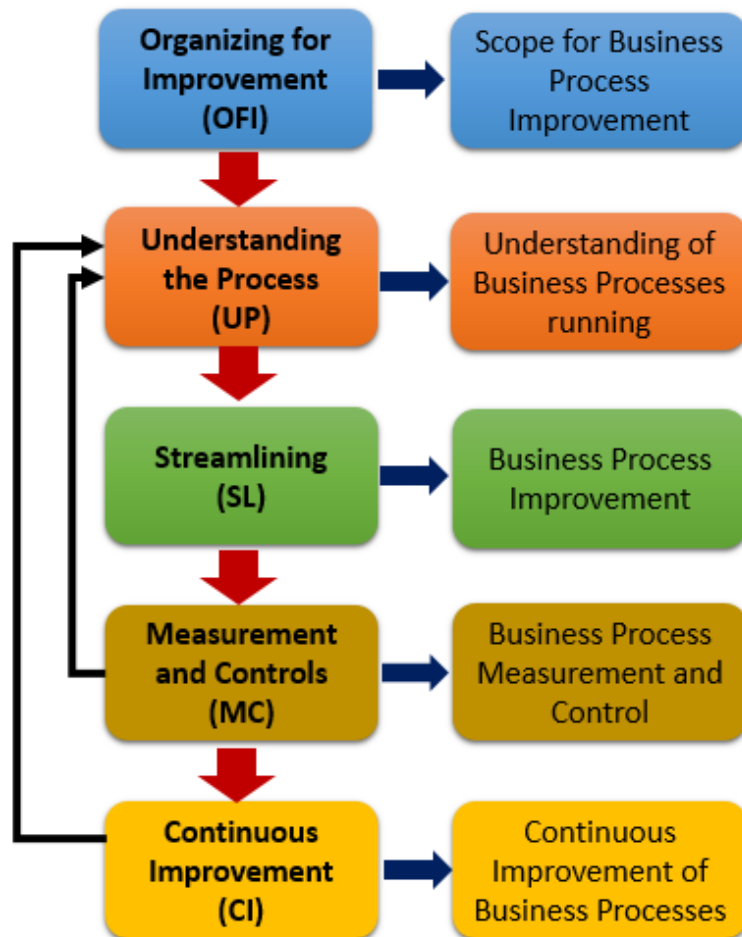 Organizing for
Improvement
(OFI)
Scope for Business
Process
Improvement
Understanding
the Process
(UP)
Understanding of
Business Processes
running
Streamlining
(SL)
Business Process
Improvement
Measurement
and Controls
(MC)
Business Process
Measurement and
Control
Continuous
Improvement
(CI)
Continuous
Improvement of
Business Processes